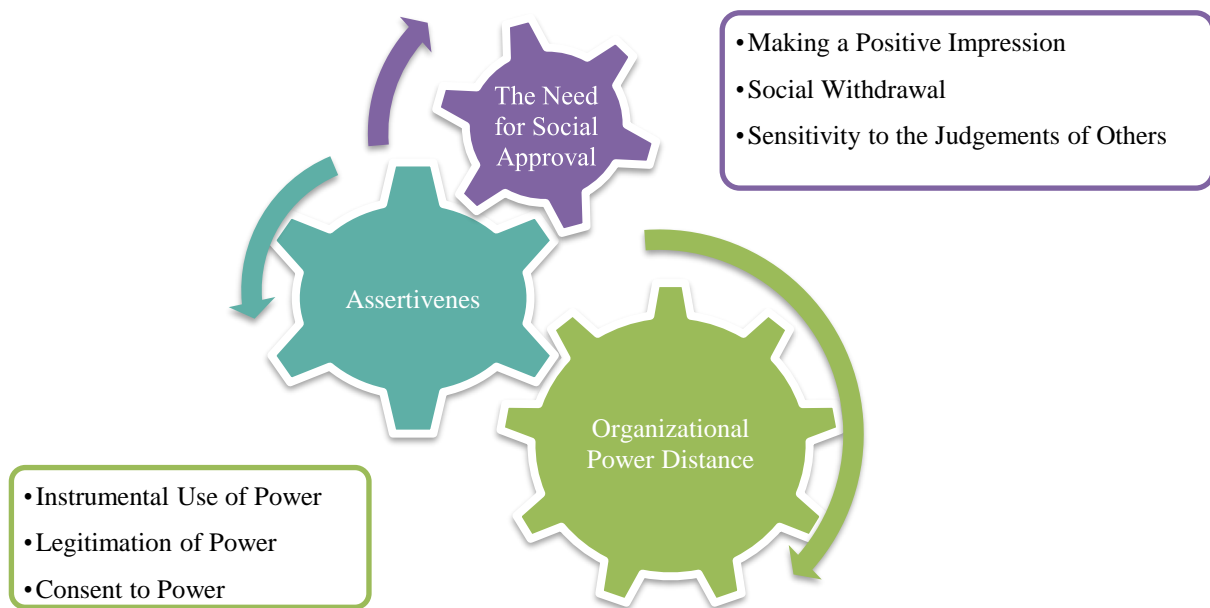 •Making a Positive Impression
•Social Withdrawal
•Sensitivity to the Judgements of Others
The Need
for Social
Approval
Assertivenes
Organizational
Power Distance
•Instrumental Use of Power
•Legitimation of Power
•Consent to Power